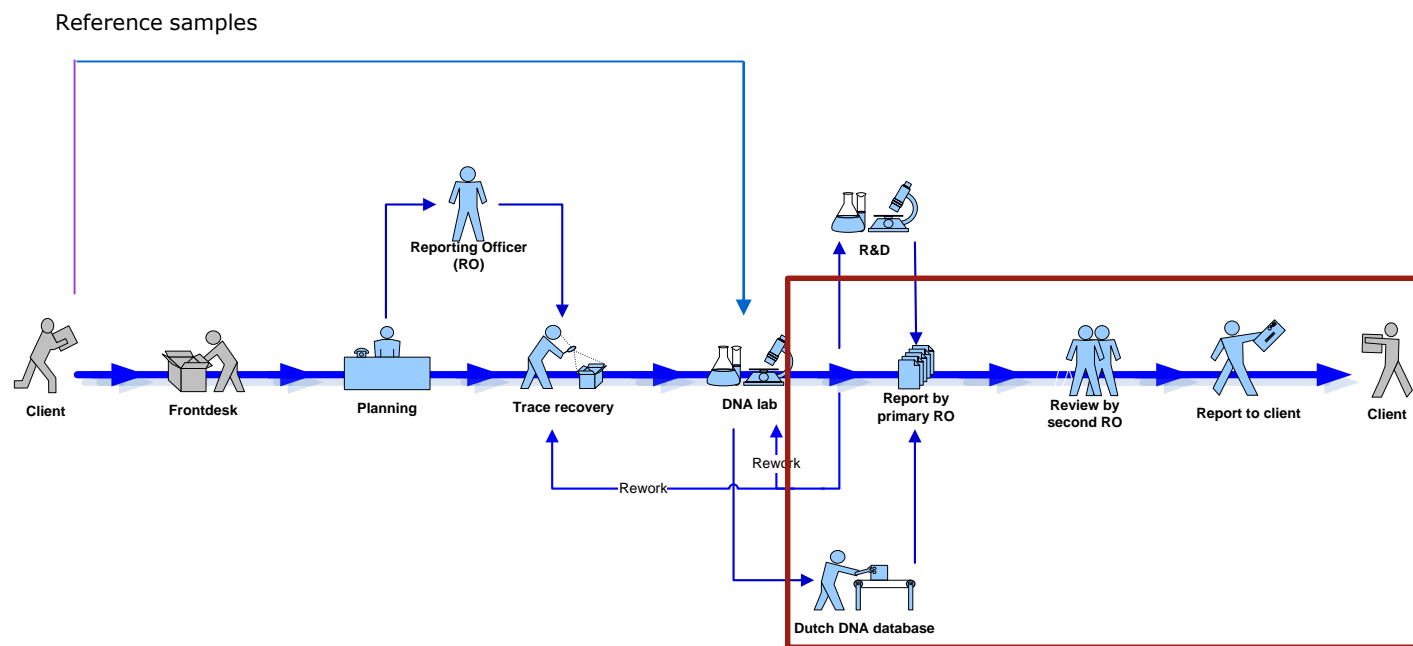 Reference samples
Reporting Officer
(RO)
R&D
Client
Frontdesk
Planning
Trace recovery
DNA lab
Report by
primary RO
Review by
second RO
Report to client
Client
Rework
Rework
Dutch DNA database